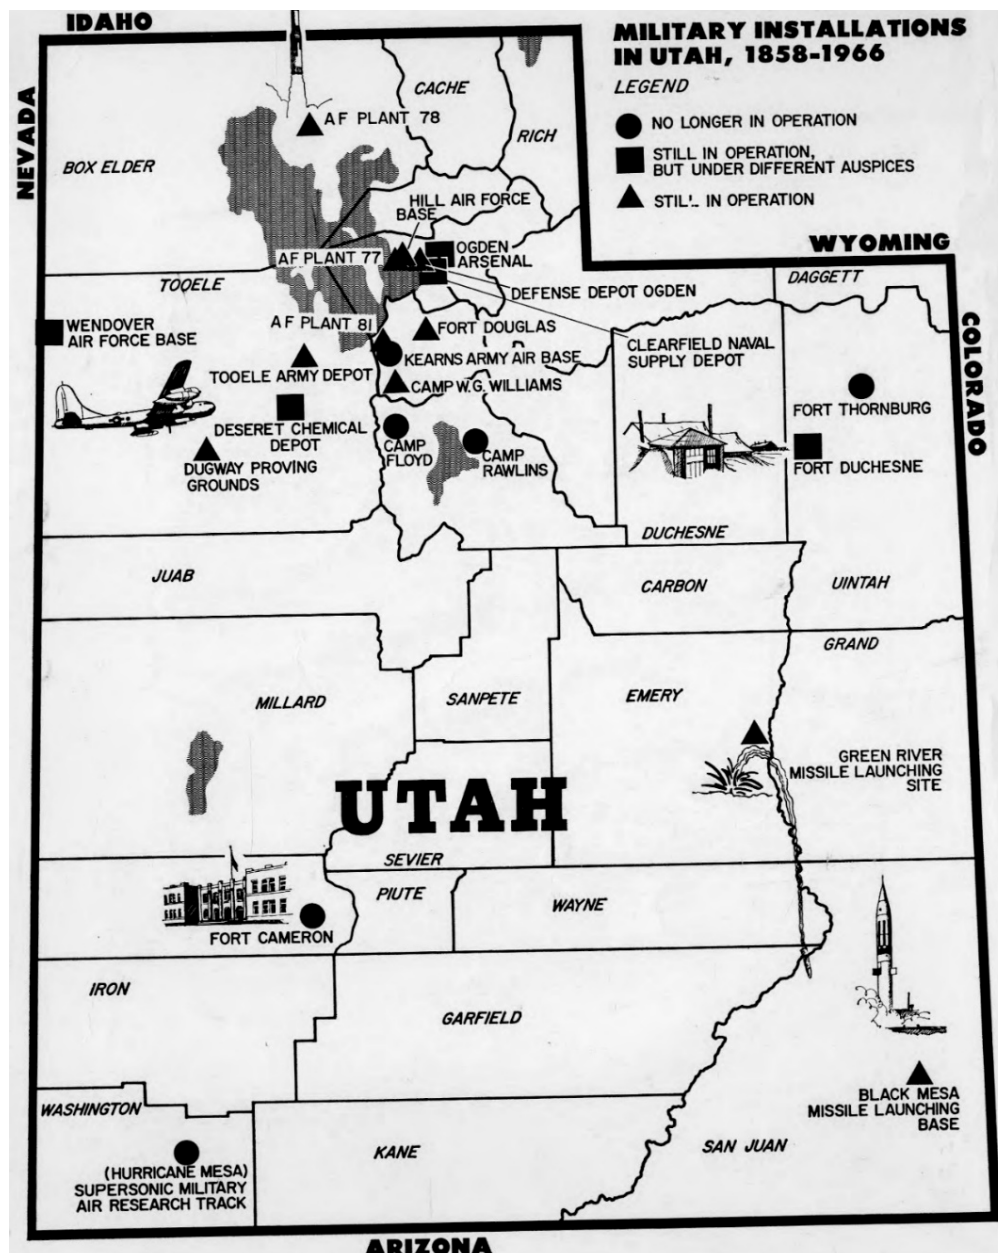 IDAHO
MILITARY INSTALLATIONS
IN UTAH, 1858-1966
LEGEND
NO LONGER IN OPERATION
STILL IN OPERATION,
BUT UNDER DIFFERENT AUSPICES
STILL IN OPERATION
NEVADA
CACHE
RICH
AF PLANT 78
BOX ELDER
HILL AIR FORCE
BASE
WYOMING
OGDEN
ARSENAL
AF PLANT 77
DAGGETT
TOOELE
DEFENSE DEPOT OGDEN
AF PLANT 81
FORT DOUGLAS
WENDOVER
AIR FORCE BASE
CLEARFIELD NAVAL
SUPPLY DEPOT
COLORADO
KEARNS ARMY AIR BASE
TOOELE ARMY DEPOT
CAMP W.G. WILLIAMS
FORT THORNBURG
DESERET CHEMICAL
DEPOT
CAMP
FLOYD
CAMP
RAWLINS
DUGWAY PROVING
GROUNDS
FORT DUCHESNE
DUCHESNE
JUAB
CARBON
UINTAH
GRAND
MILLARD
SANPETE
EMERY
GREEN RIVER
MISSILE LAUNCHING
SITE
UTAH
SEVIER
PIUTE
WAYNE
FORT CAMERON
IRON
GARFIELD
BLACK MESA
MISSILE LAUNCHING
BASE
WASHINGTON
KANE
SAN JUAN
(HURRICANE MESA)
SUPERSONIC MILITARY
AIR RESEARCH TRACK
ARIZONA